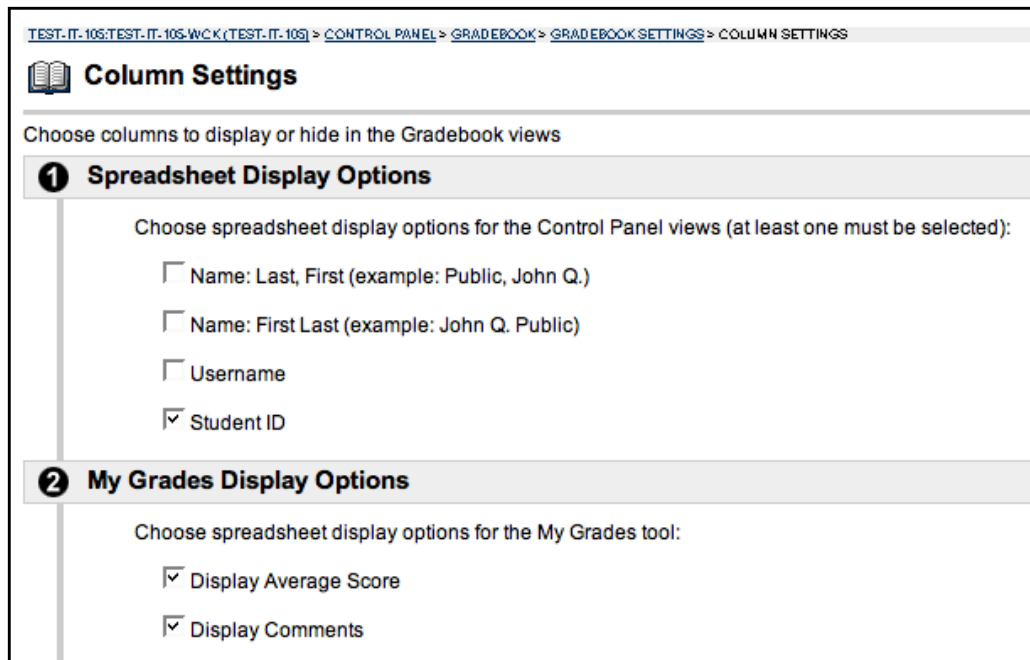 TEST-IT-105:TEST-IT-105-WCK (TEST-IT-105) > CONTROL PANEL > GRADEBOOK > GRADEBOOK SETTINGS > COLUMN SETTINGS
Column Settings
Choose columns to display or hide in the Gradebook views
1 Spreadsheet Display Options
Choose spreadsheet display options for the Control Panel views (at least one must be selected):
Name: Last, First (example: Public, John Q.)
Name: First Last (example: John Q. Public)
Username
Student ID
2 My Grades Display Options
Choose spreadsheet display options for the My Grades tool:
Display Average Score
Display Comments